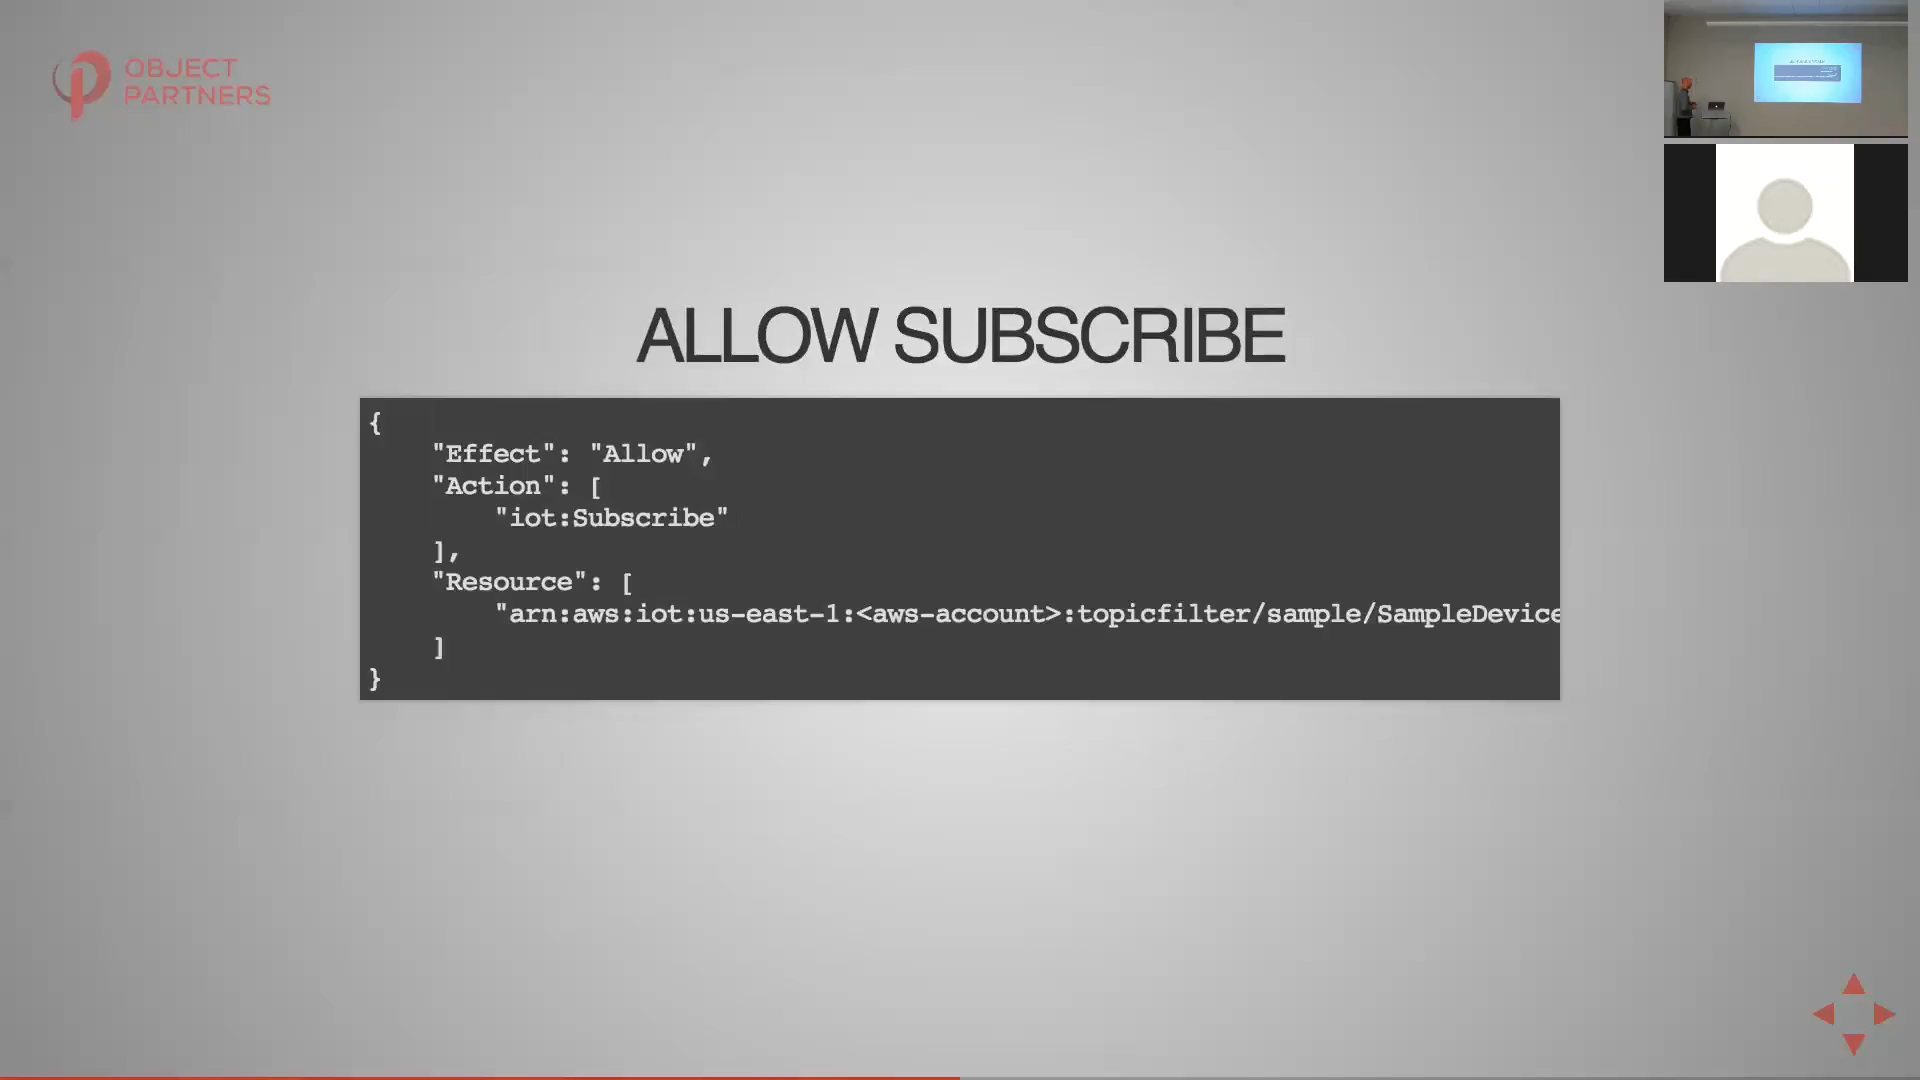 OBJECT
PARTNERS
ALLOW SUBSCRIBE
{
"Effect": "Allow",
"Action": [
"iot:Subscribe"
],
"Resource": [
"arn:aws:iot:us-east-1:<aws-account>:topicfilter/sample/SampleDevice
]
}